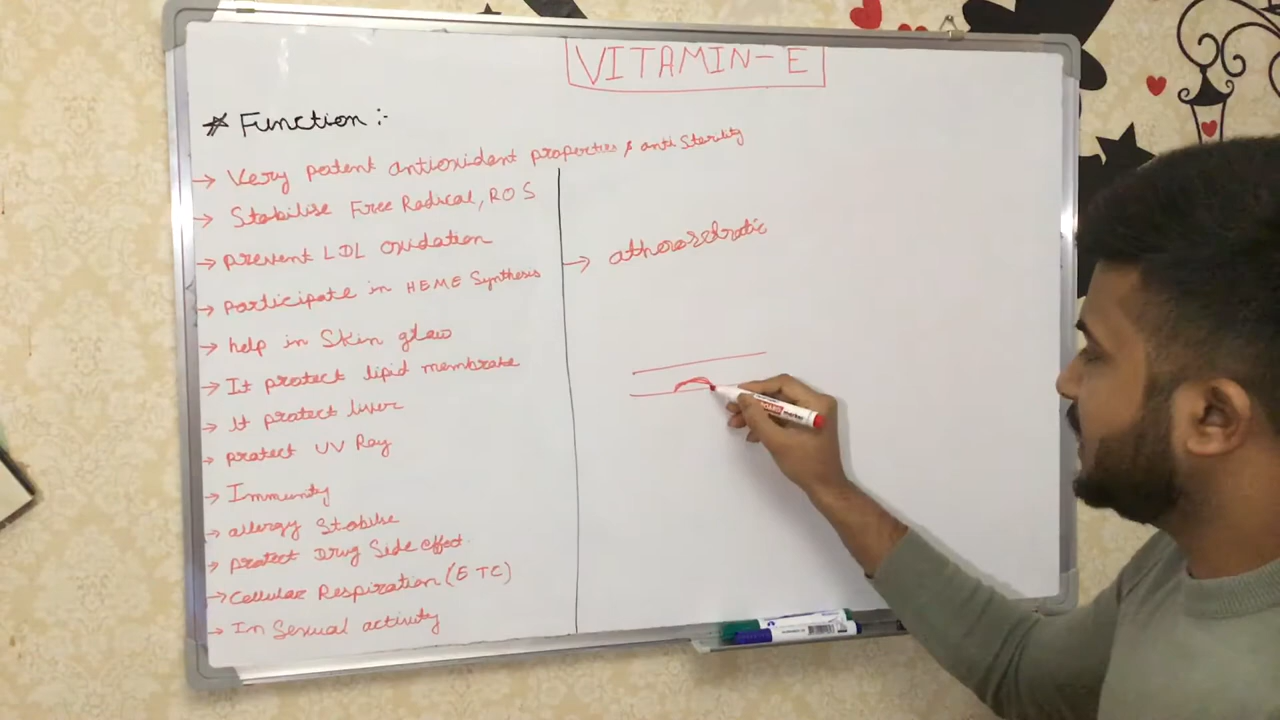 VITAMIN-E
* Function :-
→ Very potent antioxidant properties & anti sterility
→ Stabilise Free Radical, ROS
→ prevent LDL oxidation
→ participate in HEME Synthesis
→ help in Skin glow
→ It protect lipid membrane
→ It protect liver
→ protect UV Ray
→ Immunity
→ allergy Stabilise
→ protect Drug Side effect.
→ Cellular Respiration (ETC)
→ In Sexual activity
→